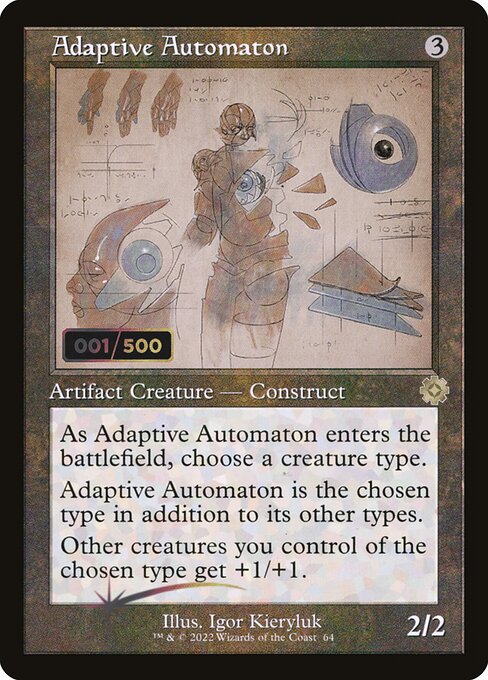 Adaptive Automaton 3
001/500
Artifact Creature — Construct
As Adaptive Automaton enters the
battlefield, choose a creature type.
Adaptive Automaton is the chosen
type in addition to its other types.
Other creatures you control of the
chosen type get +1/+1.
Illus. Igor Kieryluk
™ & © 2022 Wizards of the Coast 64
2/2